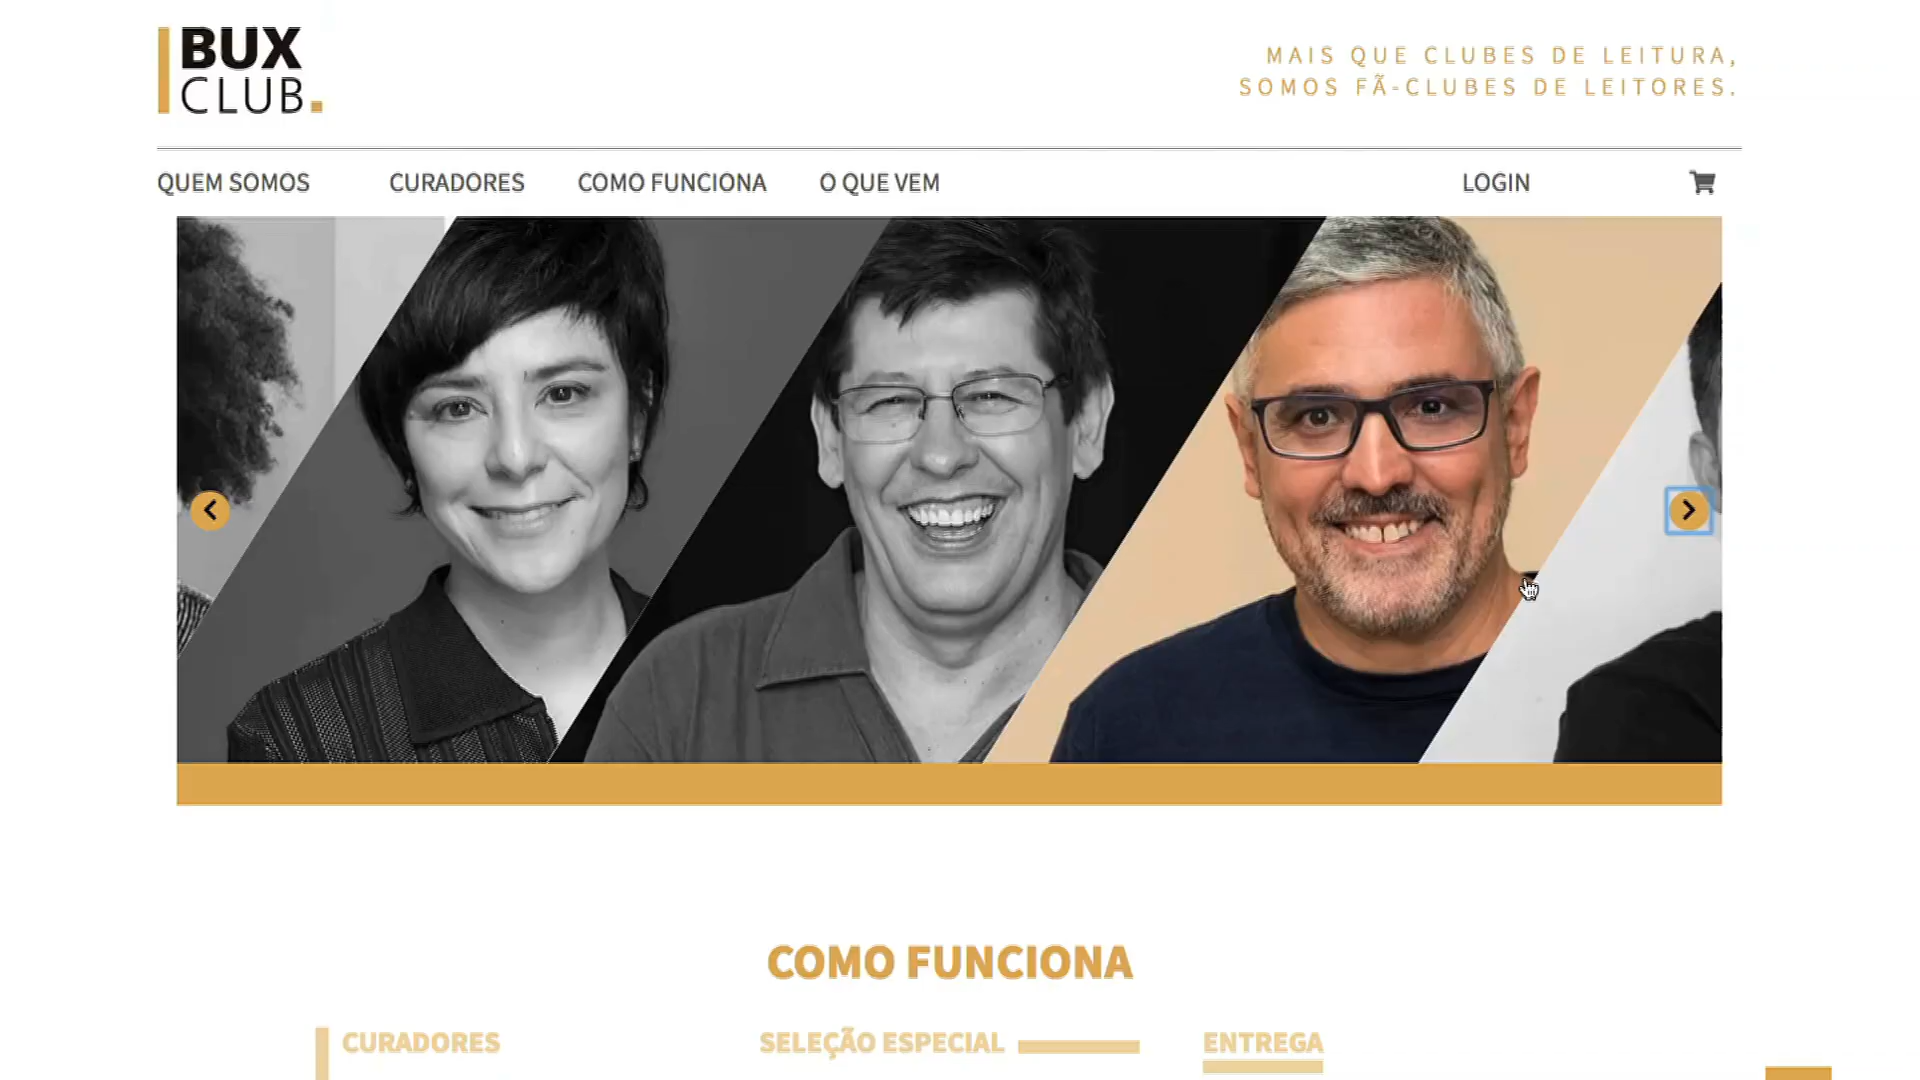 BUX
CLUB.
MAIS QUE CLUBES DE LEITURA,
SOMOS FÃ-CLUBES DE LEITORES.
QUEM SOMOS
CURADORES
COMO FUNCIONA
O QUE VEM
LOGIN
COMO FUNCIONA
CURADORES
SELEÇÃO ESPECIAL
ENTREGA